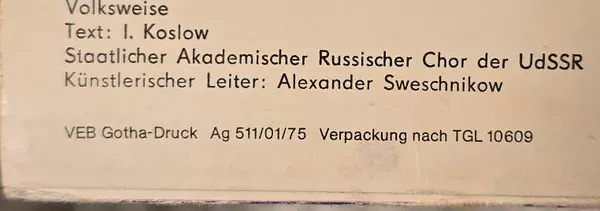 Volksweise
Text: I. Koslow
Staatlicher Akademischer Russischer Chor der UdSSR
Künstlerischer Leiter: Alexander Sweschnikow
VEB Gotha-Druck Ag 511/01/75 Verpackung nach TGL 10609